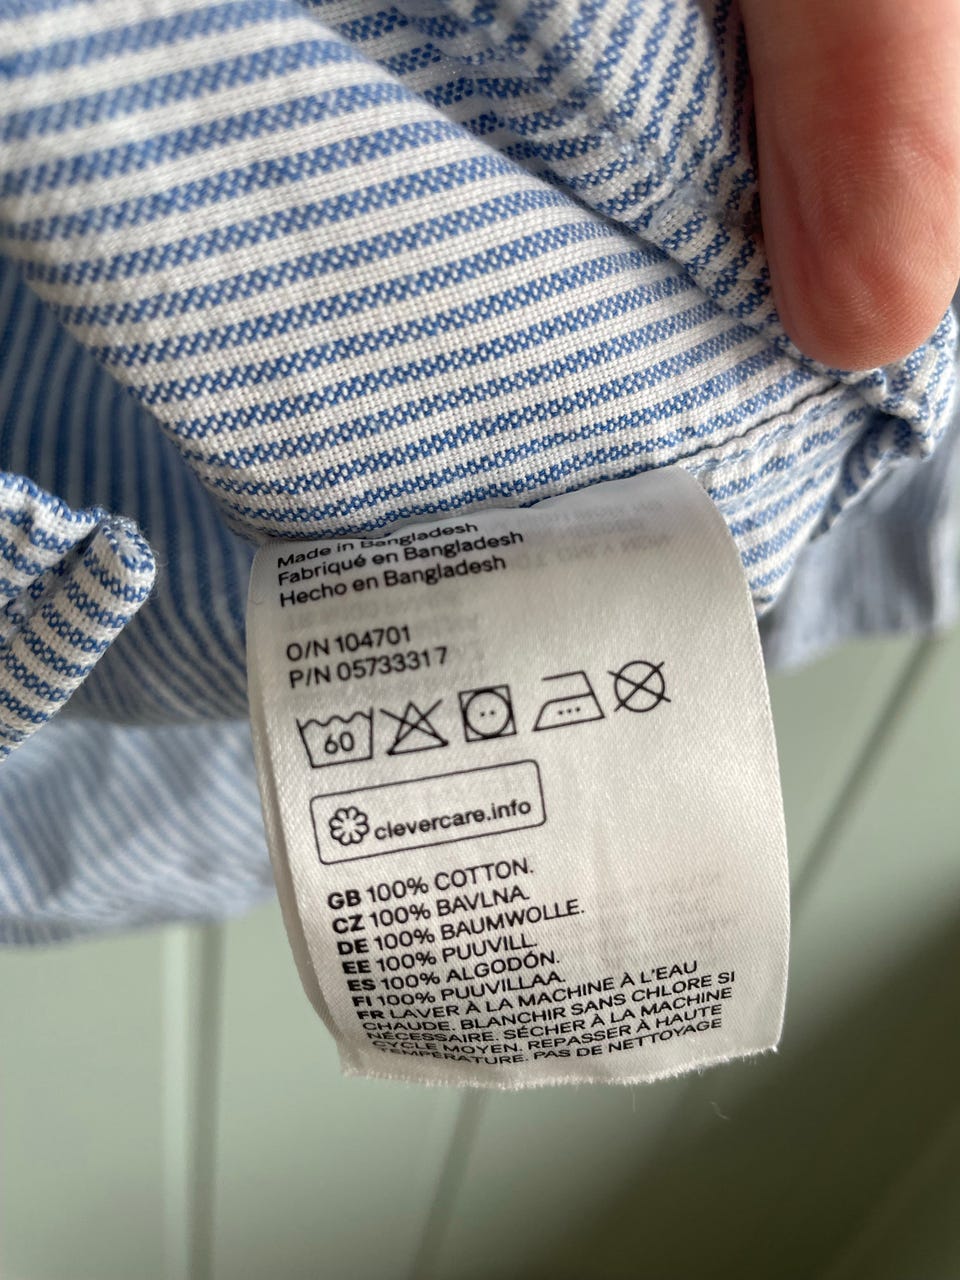 Made in Bangladesh
Fabriqué en Bangladesh
Hecho en Bangladesh
O/N 104701
P/N 05733317
60
clevercare.info
GB 100% COTTON.
CZ 100% BAVLNA.
DE 100% BAUMWOLLE.
EE 100% PUUVILL.
ES 100% ALGODÓN.
FI 100% PUUVILLAA.
FR LAVER À LA MACHINE À L'EAU
CHAUDE. BLANCHIR SANS CHLORE SI
NÉCESSAIRE. SÉCHER À LA MACHINE
CYCLE MOYEN. REPASSER À HAUTE
TEMPÉRATURE. PAS DE NETTOYAGE